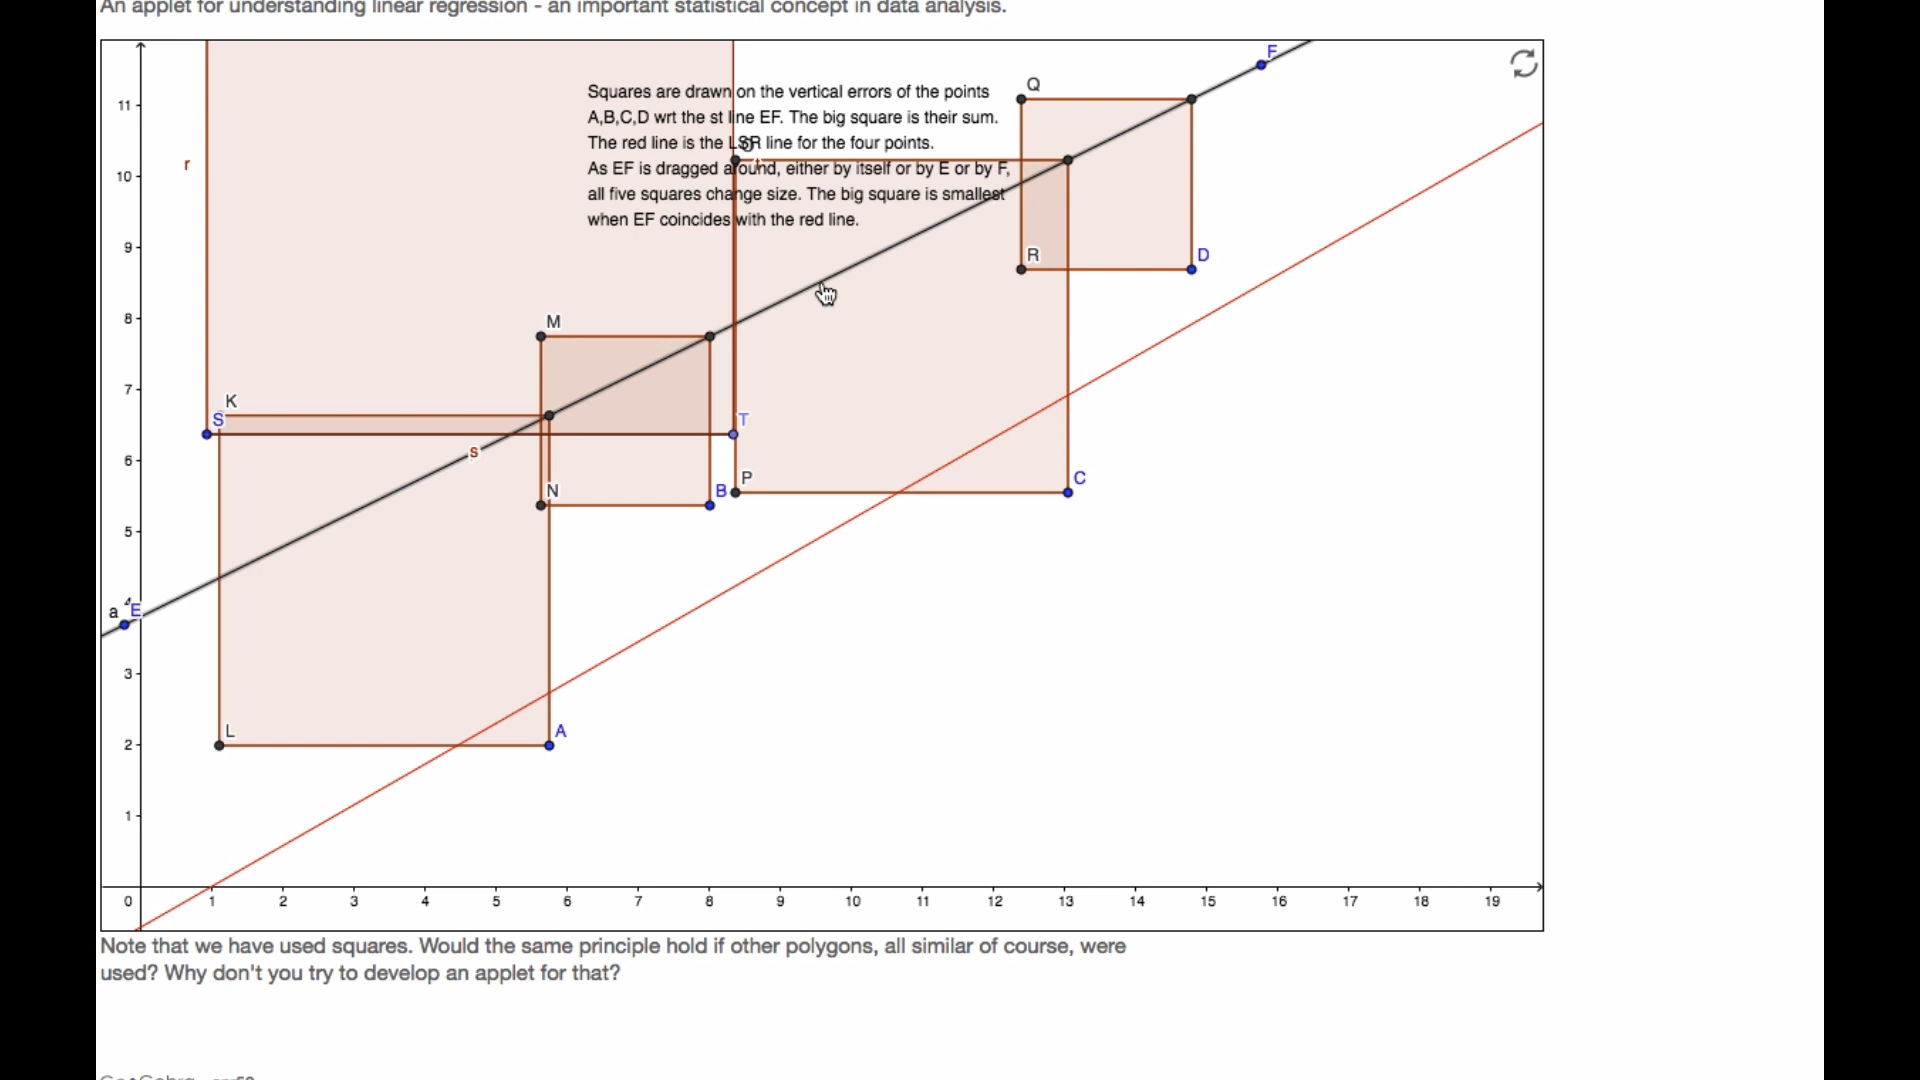 An applet for understanding linear regression - an important statistical concept in data analysis.
F
Q
Squares are drawn on the vertical errors of the points
11
A,B,C,D wrt the st line EF. The big square is their sum.
The red line is the LSR line for the four points.
r
As EF is dragged around, either by itself or by E or by F,
10
all five squares change size. The big square is smallest
when EF coincides with the red line.
9
R
D
8
M
7
K
S
T
s
6
P
C
N
B
5
a
4
E
3
L
A
2
1
0 1 2 3 4 5 6 7 8 9 10 11 12 13 14 15 16 17 18 19
Note that we have used squares. Would the same principle hold if other polygons, all similar of course, were
used? Why don't you try to develop an applet for that?